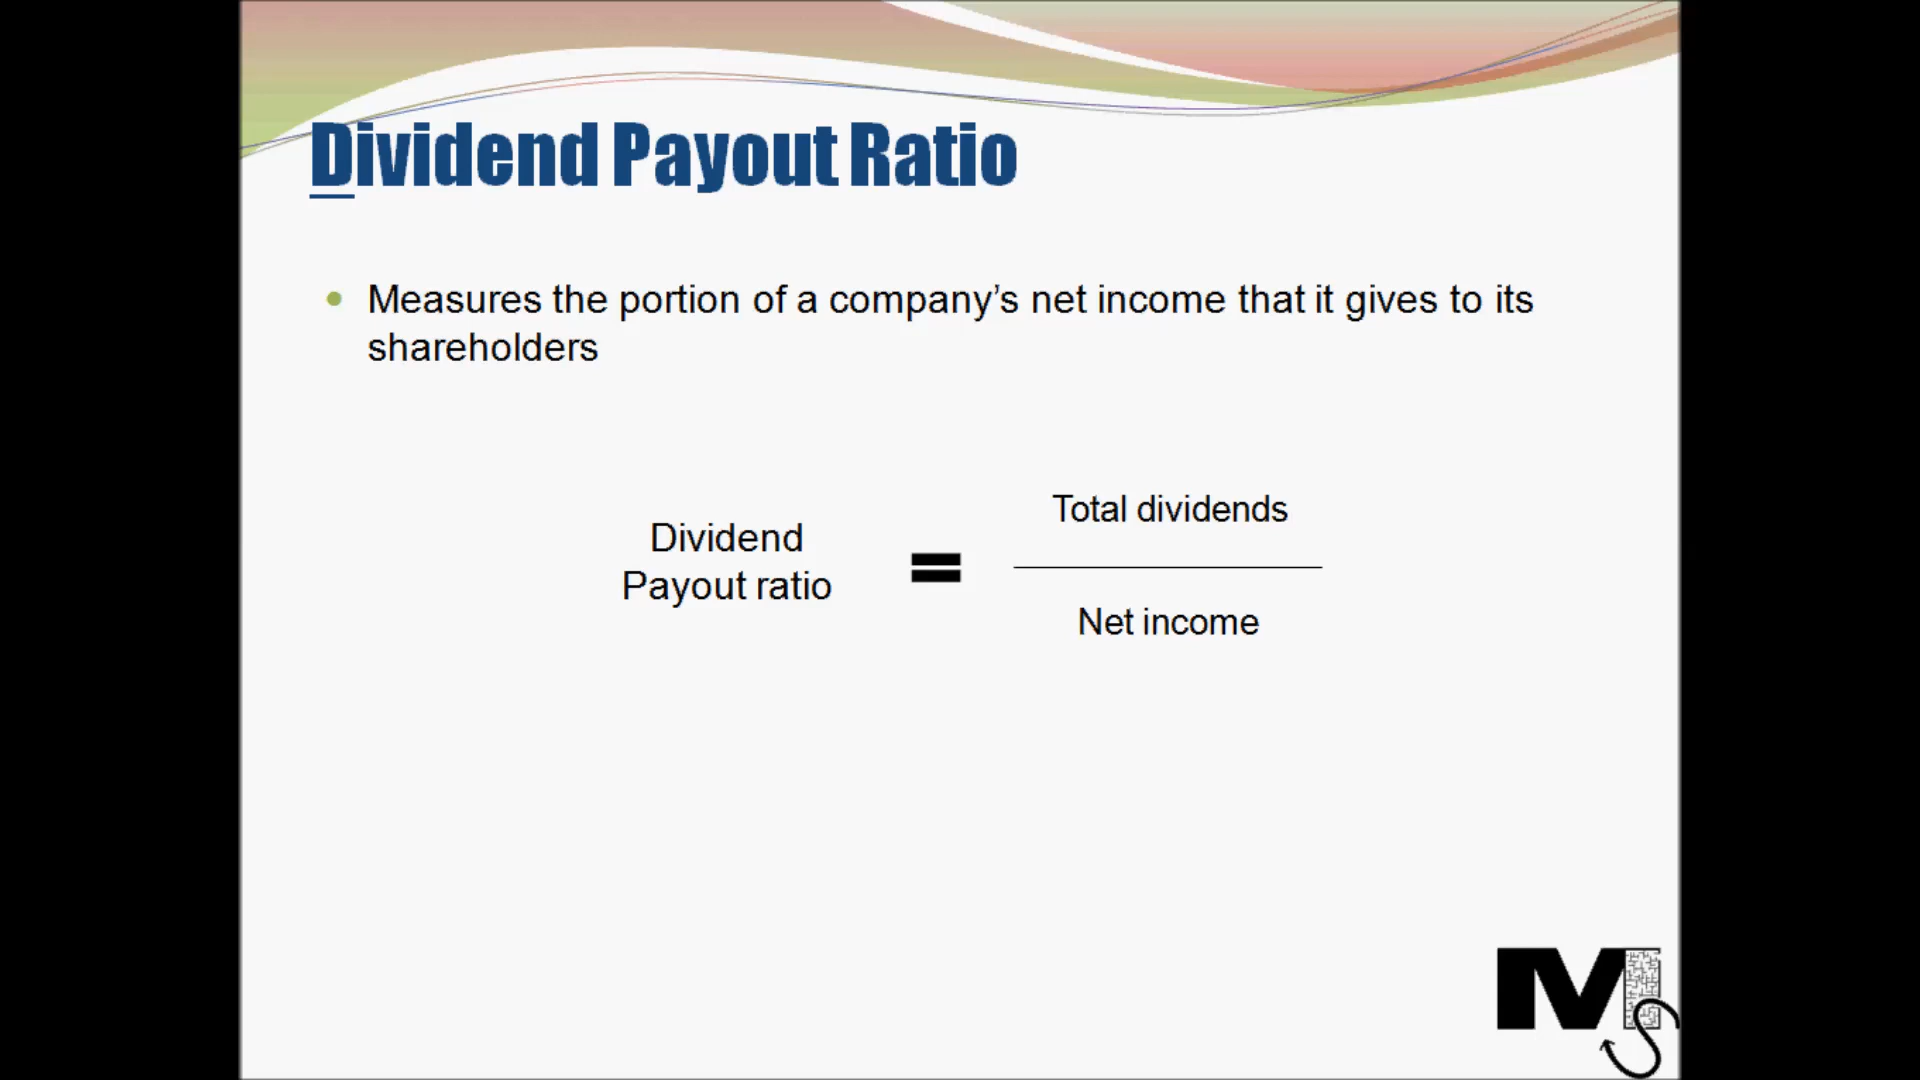 Dividend Payout Ratio
• Measures the portion of a company’s net income that it gives to its
shareholders
Dividend
Payout ratio
=
Total dividends
Net income
MS